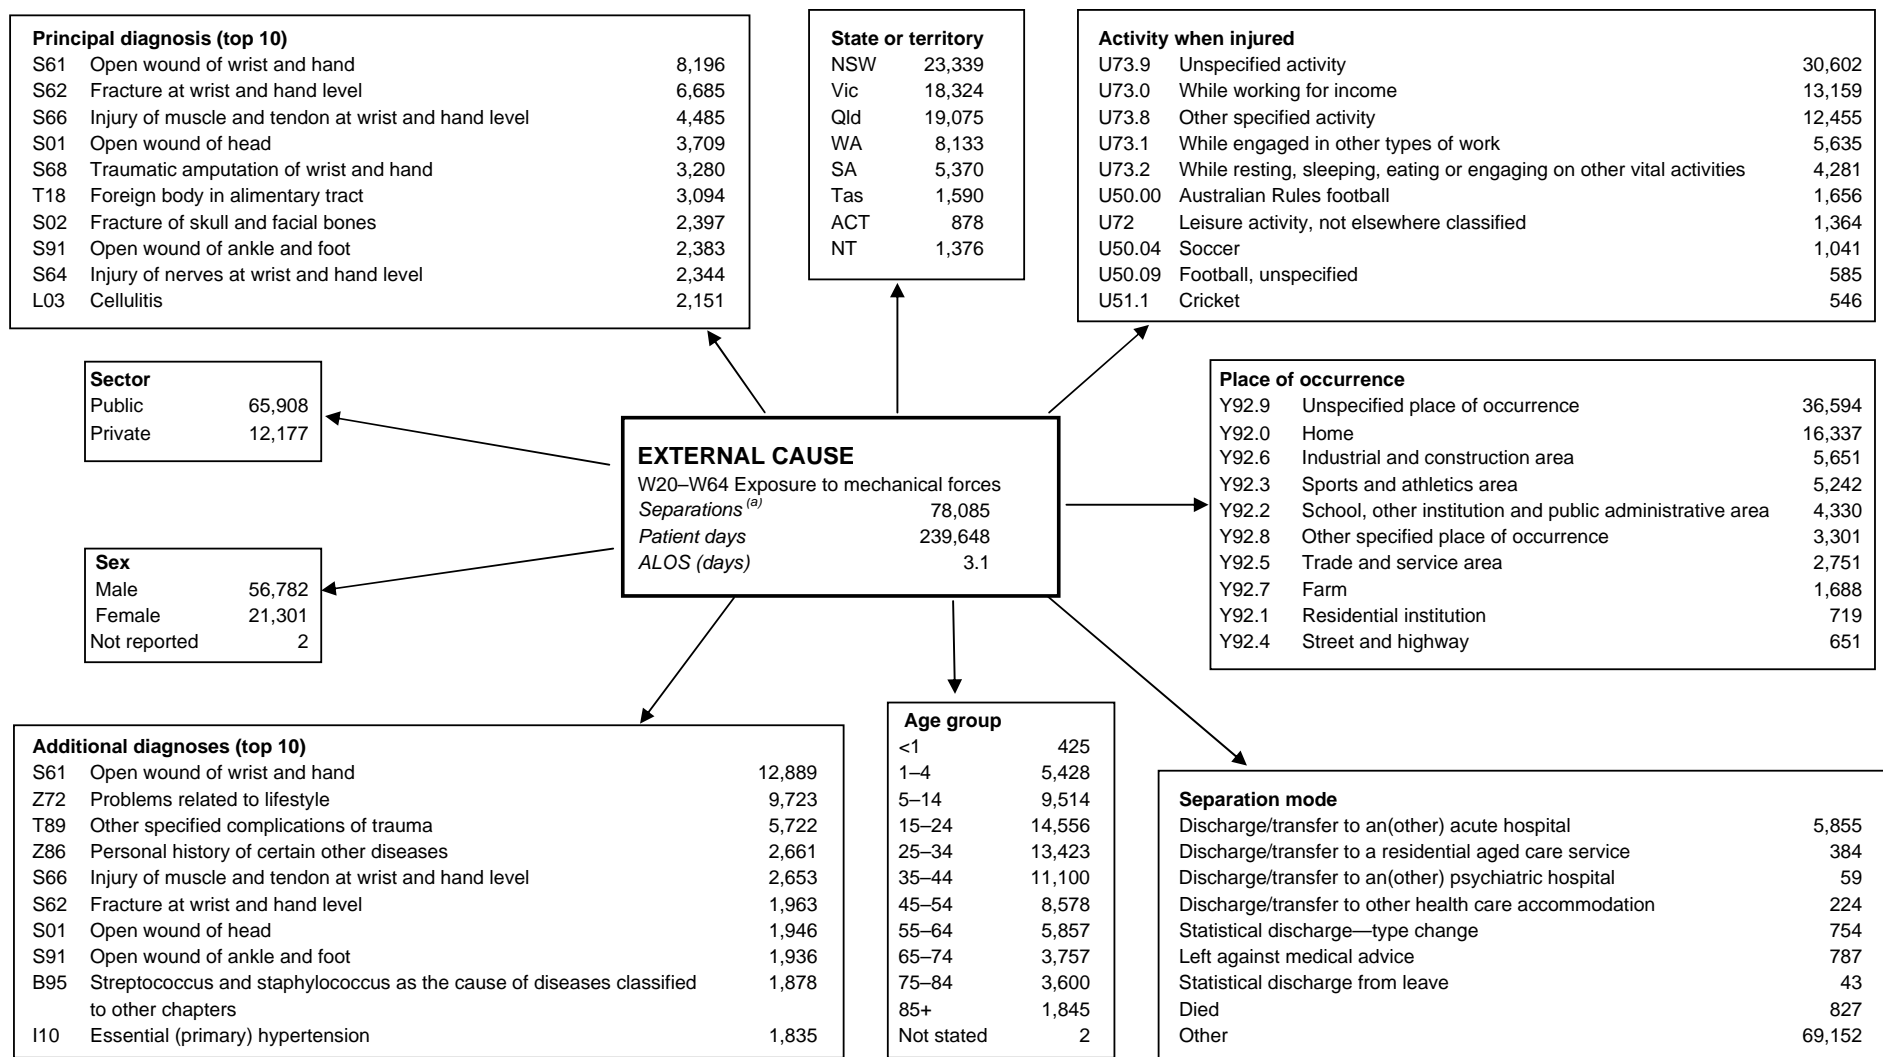 Principal diagnosis (top 10)
S61 Open wound of wrist and hand 8,196
S62 Fracture at wrist and hand level 6,685
S66 Injury of muscle and tendon at wrist and hand level 4,485
S01 Open wound of head 3,709
S68 Traumatic amputation of wrist and hand 3,280
T18 Foreign body in alimentary tract 3,094
S02 Fracture of skull and facial bones 2,397
S91 Open wound of ankle and foot 2,383
S64 Injury of nerves at wrist and hand level 2,344
L03 Cellulitis 2,151
State or territory
NSW 23,339
Vic 18,324
Qld 19,075
WA 8,133
SA 5,370
Tas 1,590
ACT 878
NT 1,376
Activity when injured
U73.9 Unspecified activity 30,602
U73.0 While working for income 13,159
U73.8 Other specified activity 12,455
U73.1 While engaged in other types of work 5,635
U73.2 While resting, sleeping, eating or engaging on other vital activities 4,281
U50.00 Australian Rules football 1,656
U72 Leisure activity, not elsewhere classified 1,364
U50.04 Soccer 1,041
U50.09 Football, unspecified 585
U51.1 Cricket 546
Sector
Public 65,908
Private 12,177
EXTERNAL CAUSE
W20–W64 Exposure to mechanical forces
Separations (a) 78,085
Patient days 239,648
ALOS (days) 3.1
Place of occurrence
Y92.9 Unspecified place of occurrence 36,594
Y92.0 Home 16,337
Y92.6 Industrial and construction area 5,651
Y92.3 Sports and athletics area 5,242
Y92.2 School, other institution and public administrative area 4,330
Y92.8 Other specified place of occurrence 3,301
Y92.5 Trade and service area 2,751
Y92.7 Farm 1,688
Y92.1 Residential institution 719
Y92.4 Street and highway 651
Sex
Male 56,782
Female 21,301
Not reported 2
Additional diagnoses (top 10)
S61 Open wound of wrist and hand 12,889
Z72 Problems related to lifestyle 9,723
T89 Other specified complications of trauma 5,722
Z86 Personal history of certain other diseases 2,661
S66 Injury of muscle and tendon at wrist and hand level 2,653
S62 Fracture at wrist and hand level 1,963
S01 Open wound of head 1,946
S91 Open wound of ankle and foot 1,936
B95 Streptococcus and staphylococcus as the cause of diseases classified 1,878
to other chapters
I10 Essential (primary) hypertension 1,835
Age group
<1 425
1–4 5,428
5–14 9,514
15–24 14,556
25–34 13,423
35–44 11,100
45–54 8,578
55–64 5,857
65–74 3,757
75–84 3,600
85+ 1,845
Not stated 2
Separation mode
Discharge/transfer to an(other) acute hospital 5,855
Discharge/transfer to a residential aged care service 384
Discharge/transfer to an(other) psychiatric hospital 59
Discharge/transfer to other health care accommodation 224
Statistical discharge—type change 754
Left against medical advice 787
Statistical discharge from leave 43
Died 827
Other 69,152